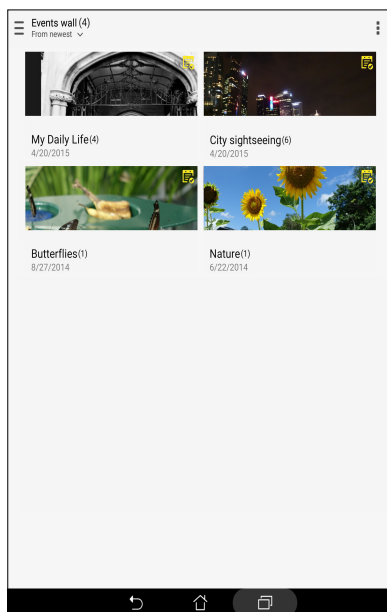 Events wall (4)
From newest
My Daily Life(4)
4/20/2015
City sightseeing(6)
4/20/2015
Butterflies(1)
8/27/2014
Nature(1)
6/22/2014